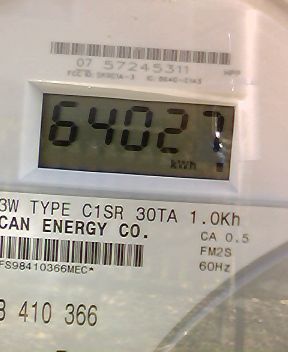 07 57245311
64027
kWh
3W TYPE C1SR 30TA 1.0Kh
CAN ENERGY CO.
CA 0.5
FM2S
FS98410366MEC*
60Hz
8 410 366